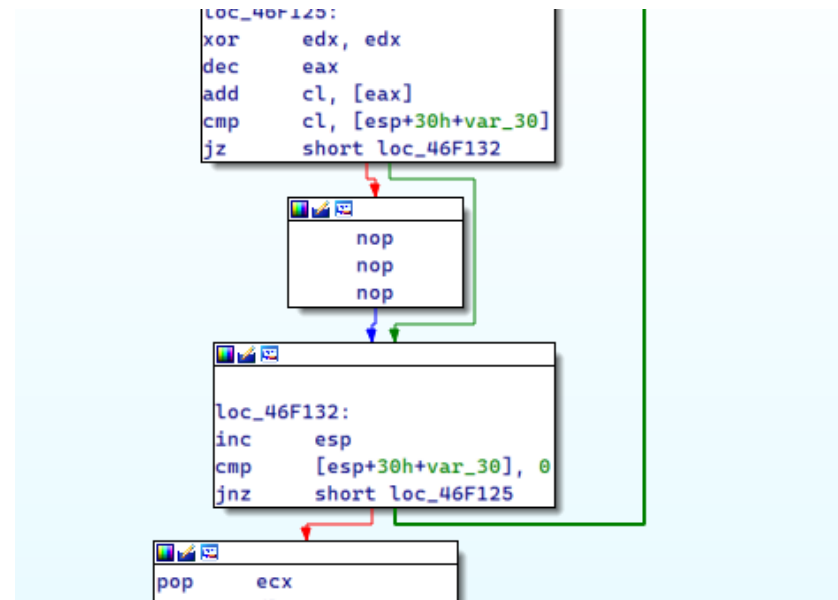 loc_46F125:
xor edx, edx
dec eax
add cl, [eax]
cmp cl, [esp+30h+var_30]
jz short loc_46F132
nop
nop
nop
loc_46F132:
inc esp
cmp [esp+30h+var_30], 0
jnz short loc_46F125
pop ecx